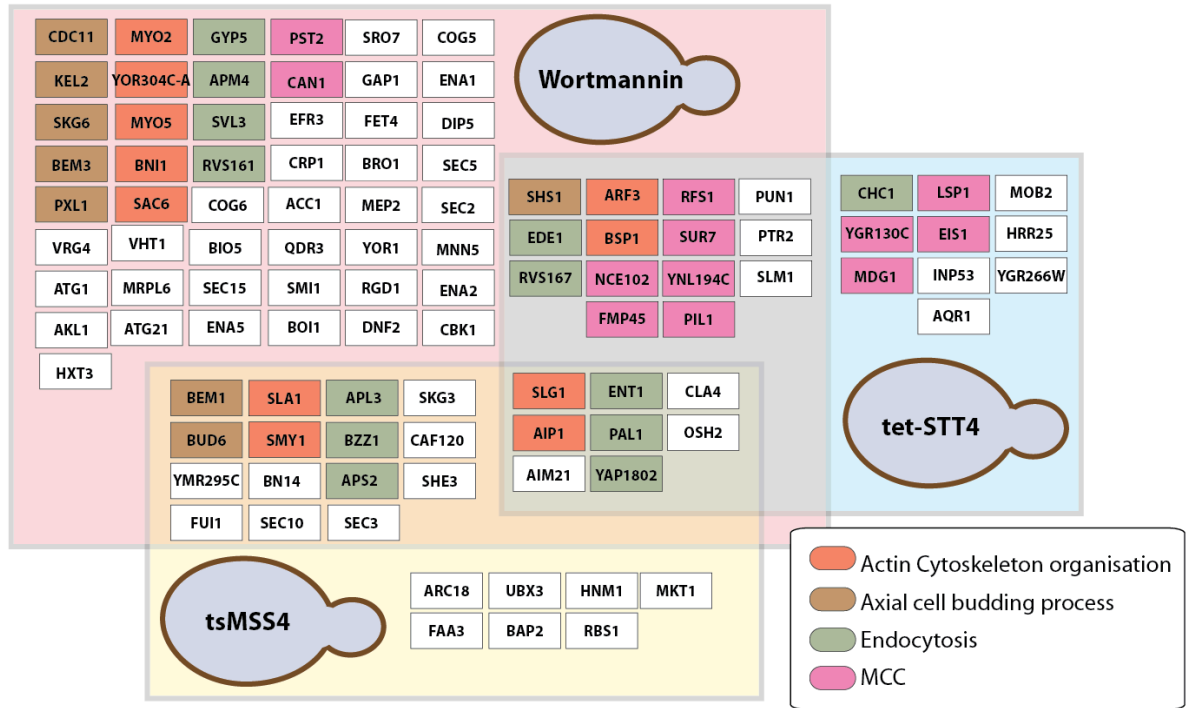 CDC11 MYO2 GYP5 PST2 SRO7 COG5
KEL2 YOR304C-A APM4 CAN1 GAP1 ENA1
SKG6 MYO5 SVL3 EFR3 FET4 DIP5
BEM3 BNI1 RVS161 CRP1 BRO1 SEC5
PXL1 SAC6 COG6 ACC1 MEP2 SEC2
VRG4 VHT1 BIO5 QDR3 YOR1 MNN5
ATG1 MRPL6 SEC15 SMI1 RGD1 ENA2
AKL1 ATG21 ENA5 BOI1 DNF2 CBK1
HXT3
Wortmannin
SHS1 ARF3 RFS1 PUN1
EDE1 BSP1 SUR7 PTR2
RVS167 NCE102 YNL194C SLM1
FMP45 PIL1
CHC1 LSP1 MOB2
YGR130C EIS1 HRR25
MDG1 INP53 YGR266W
AQR1
tet-STT4
BEM1 SLA1 APL3 SKG3
BUD6 SMY1 BZZ1 CAF120
YMR295C BN14 APS2 SHE3
FUI1 SEC10 SEC3
SLG1 ENT1 CLA4
AIP1 PAL1 OSH2
AIM21 YAP1802
tsMSS4
ARC18 UBX3 HNM1 MKT1
FAA3 BAP2 RBS1
Actin Cytoskeleton organisation
Axial cell budding process
Endocytosis
MCC